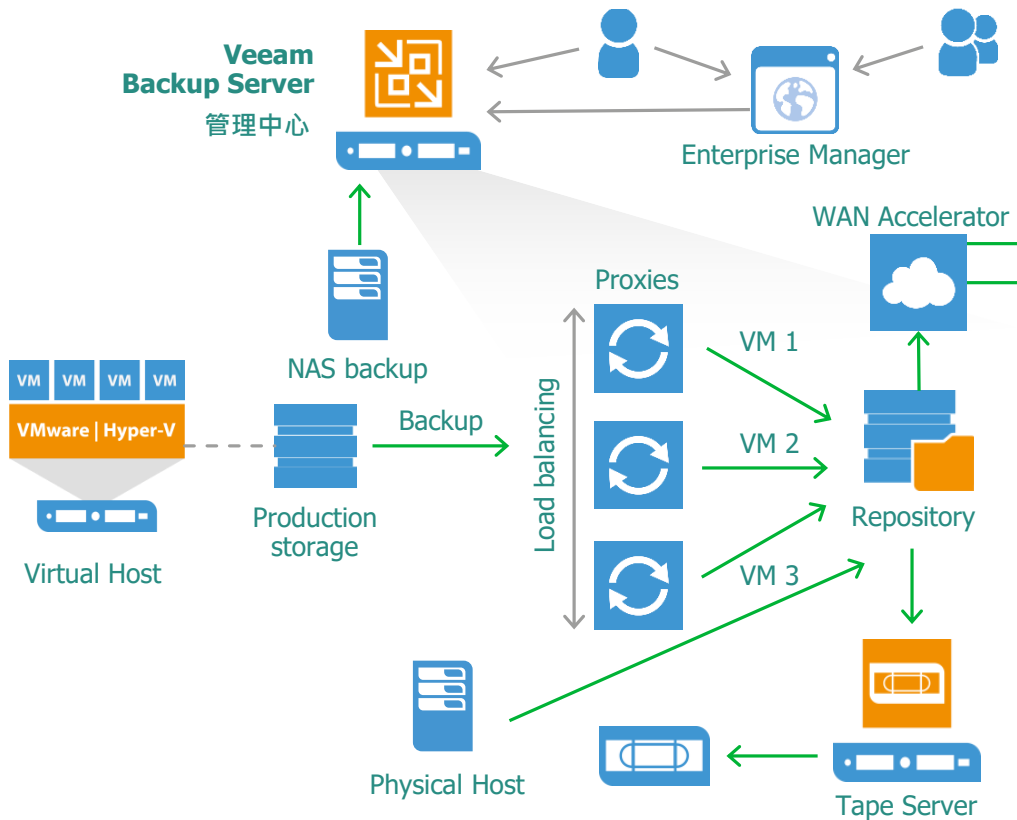 Veeam
Backup Server
管理中心
Enterprise Manager
WAN Accelerator
NAS backup
Proxies
VM 1
VM VM VM VM
VMware | Hyper-V
Backup
Load balancing
VM 2
Production
storage
Repository
Virtual Host
VM 3
Physical Host
Tape Server